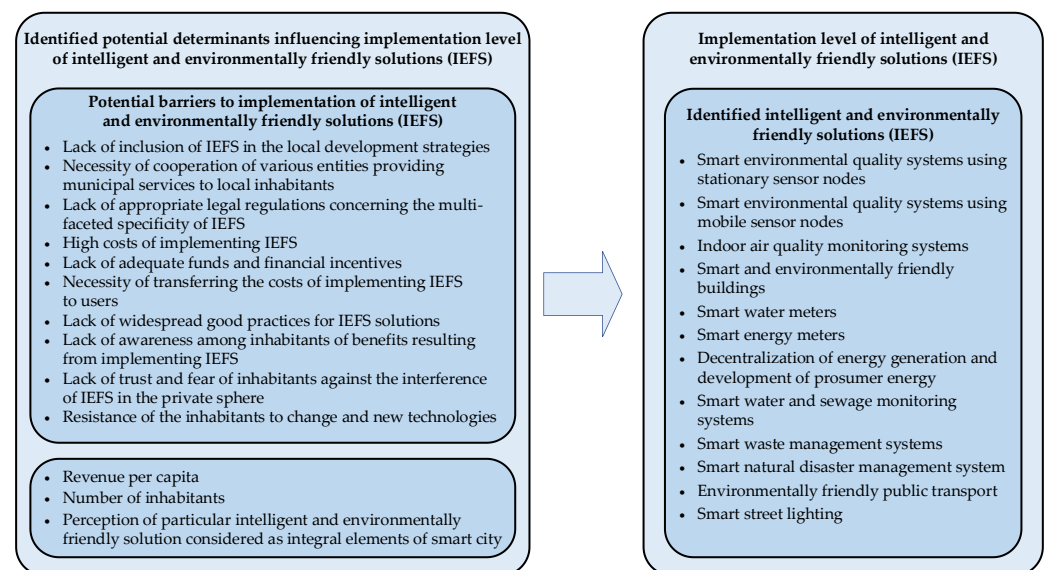 Identified potential determinants influencing implementation level
of intelligent and environmentally friendly solutions (IEFS)
Potential barriers to implementation of intelligent
and environmentally friendly solutions (IEFS)
• Lack of inclusion of IEFS in the local development strategies
• Necessity of cooperation of various entities providing
municipal services to local inhabitants
• Lack of appropriate legal regulations concerning the multi-
faceted specificity of IEFS
• High costs of implementing IEFS
• Lack of adequate funds and financial incentives
• Necessity of transferring the costs of implementing IEFS
to users
• Lack of widespread good practices for IEFS solutions
• Lack of awareness among inhabitants of benefits resulting
from implementing IEFS
• Lack of trust and fear of inhabitants against the interference
of IEFS in the private sphere
• Resistance of the inhabitants to change and new technologies
• Revenue per capita
• Number of inhabitants
• Perception of particular intelligent and environmentally
friendly solution considered as integral elements of smart city
Implementation level of intelligent and
environmentally friendly solutions (IEFS)
Identified intelligent and environmentally
friendly solutions (IEFS)
• Smart environmental quality systems using
stationary sensor nodes
• Smart environmental quality systems using
mobile sensor nodes
• Indoor air quality monitoring systems
• Smart and environmentally friendly
buildings
• Smart water meters
• Smart energy meters
• Decentralization of energy generation and
development of prosumer energy
• Smart water and sewage monitoring
systems
• Smart waste management systems
• Smart natural disaster management system
• Environmentally friendly public transport
• Smart street lighting